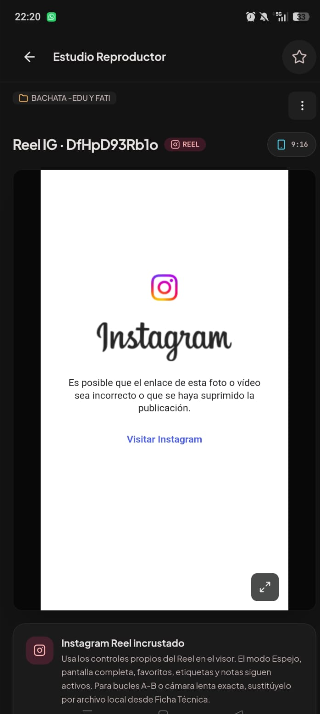 22:20
5G
33
Estudio Reproductor
BACHATA - EDU Y FATI
Reel IG · DfHpD93Rb1o
REEL
9:16
Instagram
Es posible que el enlace de esta foto o vídeo
sea incorrecto o que se haya suprimido la
publicación.
Visitar Instagram
Instagram Reel incrustado
Usa los controles propios del Reel en el visor. El modo Espejo,
pantalla completa, favoritos, etiquetas y notas siguen
activos. Para bucles A-B o cámara lenta exacta, sustitúyelo
por archivo local desde Ficha Técnica.